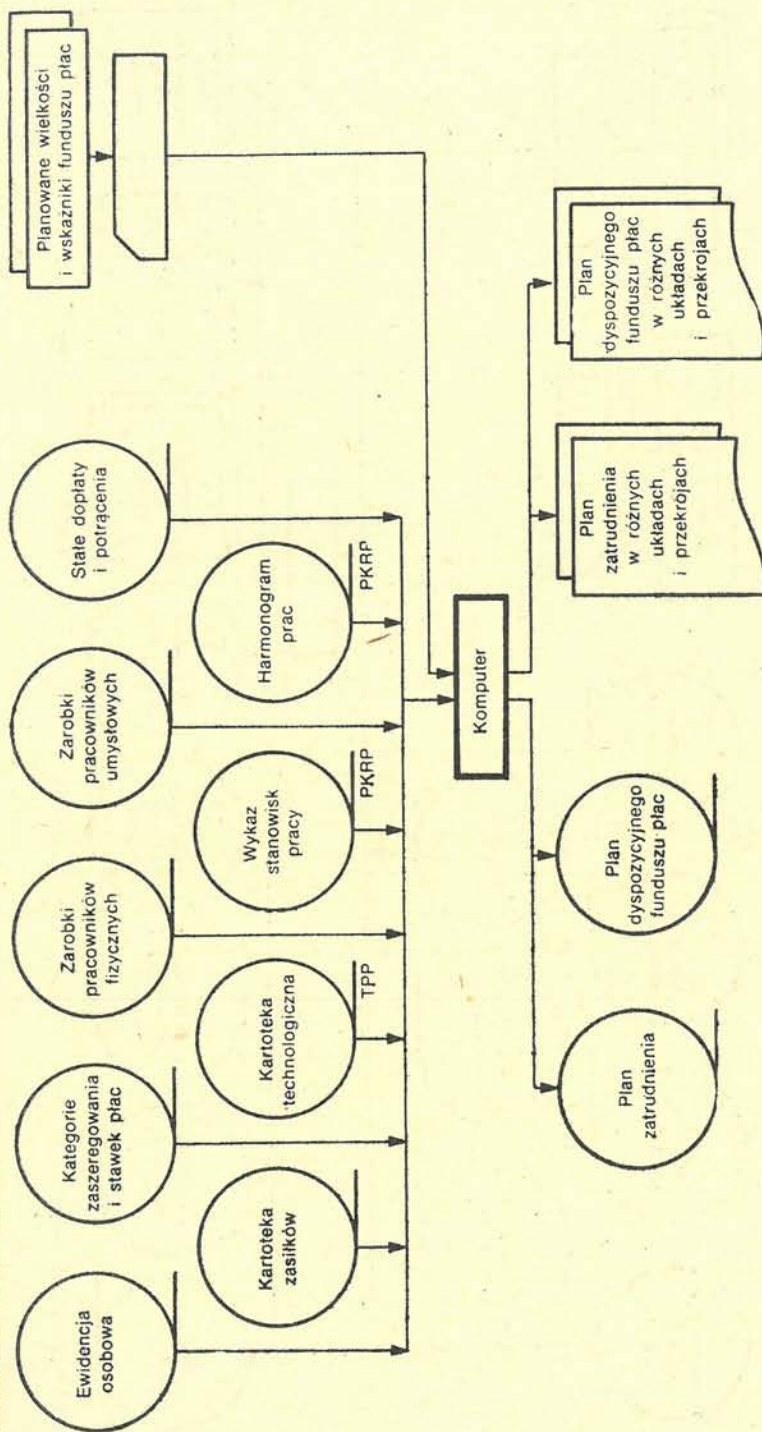 Ewidencja
osobowa
Kategorie
zaszeregowania
i stawek płac
Zarobki
pracowników
fizycznych
Zarobki
pracowników
umysłowych
Stałe dopłaty
i potrącenia
Planowane wielkości
i wskaźniki funduszu płac
Kartoteka
zasiłków
Kartoteka
technologiczna
TPP
Wykaz
stanowisk
pracy
PKRP
Harmonogram
prac
PKRP
Komputer
Plan
zatrudnienia
Plan
dyspozycyjnego
funduszu płac
Plan
zatrudnienia
w różnych
układach
i przekrojach
Plan
dyspozycyjnego
funduszu płac
w różnych
układach
i przekrojach